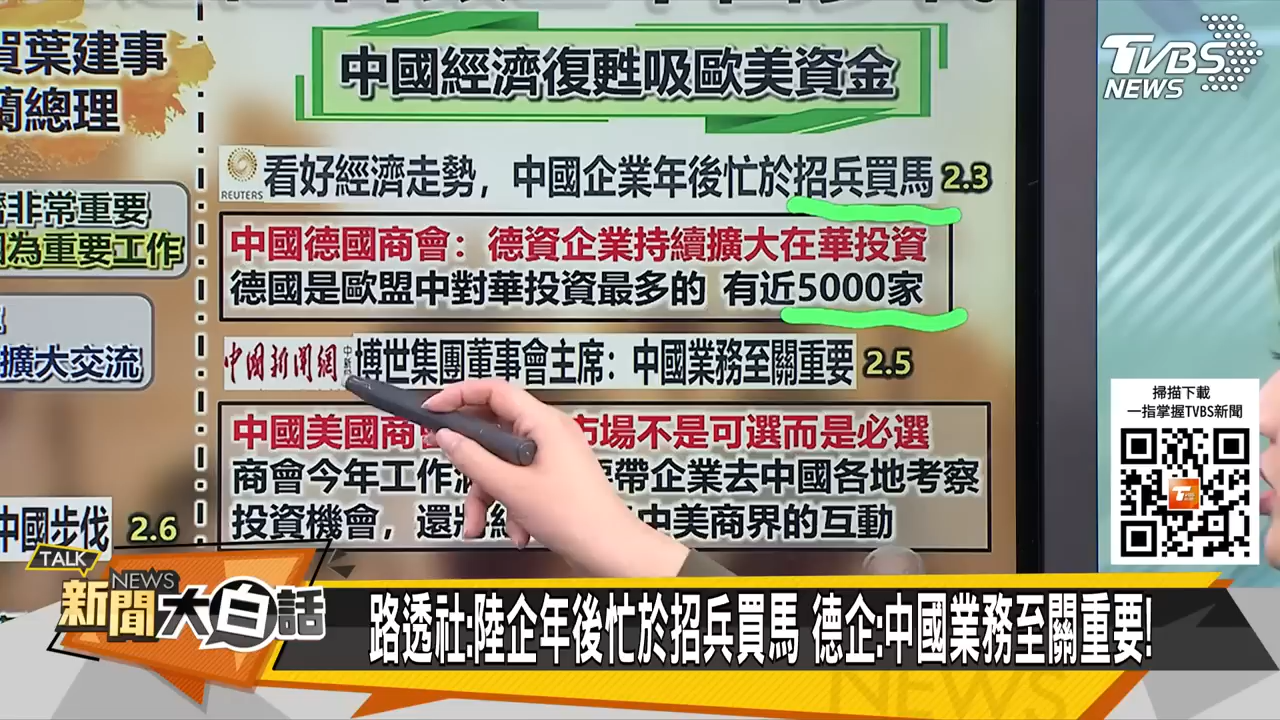 賀葉建事
蘭總理
非常重要
為重要工作
擴大交流
中國步伐 2.6
中國經濟復甦吸歐美資金
REUTERS 看好經濟走勢，中國企業年後忙於招兵買馬 2.3
中國德國商會：德資企業持續擴大在華投資
德國是歐盟中對華投資最多的 有近5000家
中國新聞網 博世集團董事會主席：中國業務至關重要 2.5
中國美國商 市場不是可選而是必選
商會今年工作 帶企業去中國各地考察
投資機會，還將 中美商界的互動
TVBS
NEWS
掃描下載
一指掌握TVBS新聞
TALK
NEWS
新聞大白話
路透社:陸企年後忙於招兵買馬 德企:中國業務至關重要!
NEWS